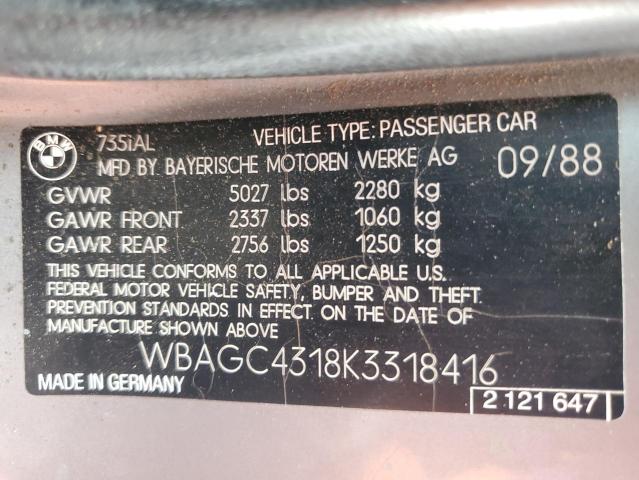 BMW
735iAL VEHICLE TYPE: PASSENGER CAR
MFD BY BAYERISCHE MOTOREN WERKE AG 09/88
GVWR 5027 lbs 2280 kg
GAWR FRONT 2337 lbs 1060 kg
GAWR REAR 2756 lbs 1250 kg
THIS VEHICLE CONFORMS TO ALL APPLICABLE U.S.
FEDERAL MOTOR VEHICLE SAFETY, BUMPER AND THEFT
PREVENTION STANDARDS IN EFFECT ON THE DATE OF
MANUFACTURE SHOWN ABOVE
WBAGC4318K3318416
MADE IN GERMANY 2 121 647